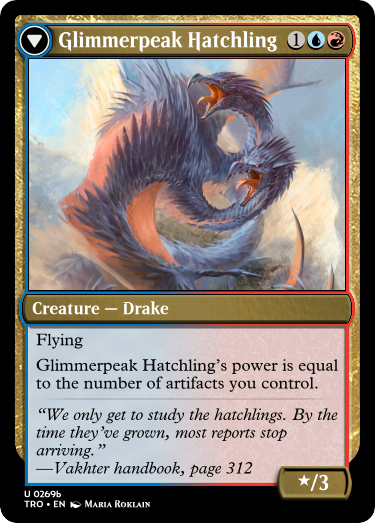 Glimmerpeak Hatchling 1
Creature — Drake
Flying
Glimmerpeak Hatchling's power is equal
to the number of artifacts you control.
"We only get to study the hatchlings. By the
time they've grown, most reports stop
arriving."
—Vakhter handbook, page 312
★/3
U 0269b
TRO • EN Maria Roklain